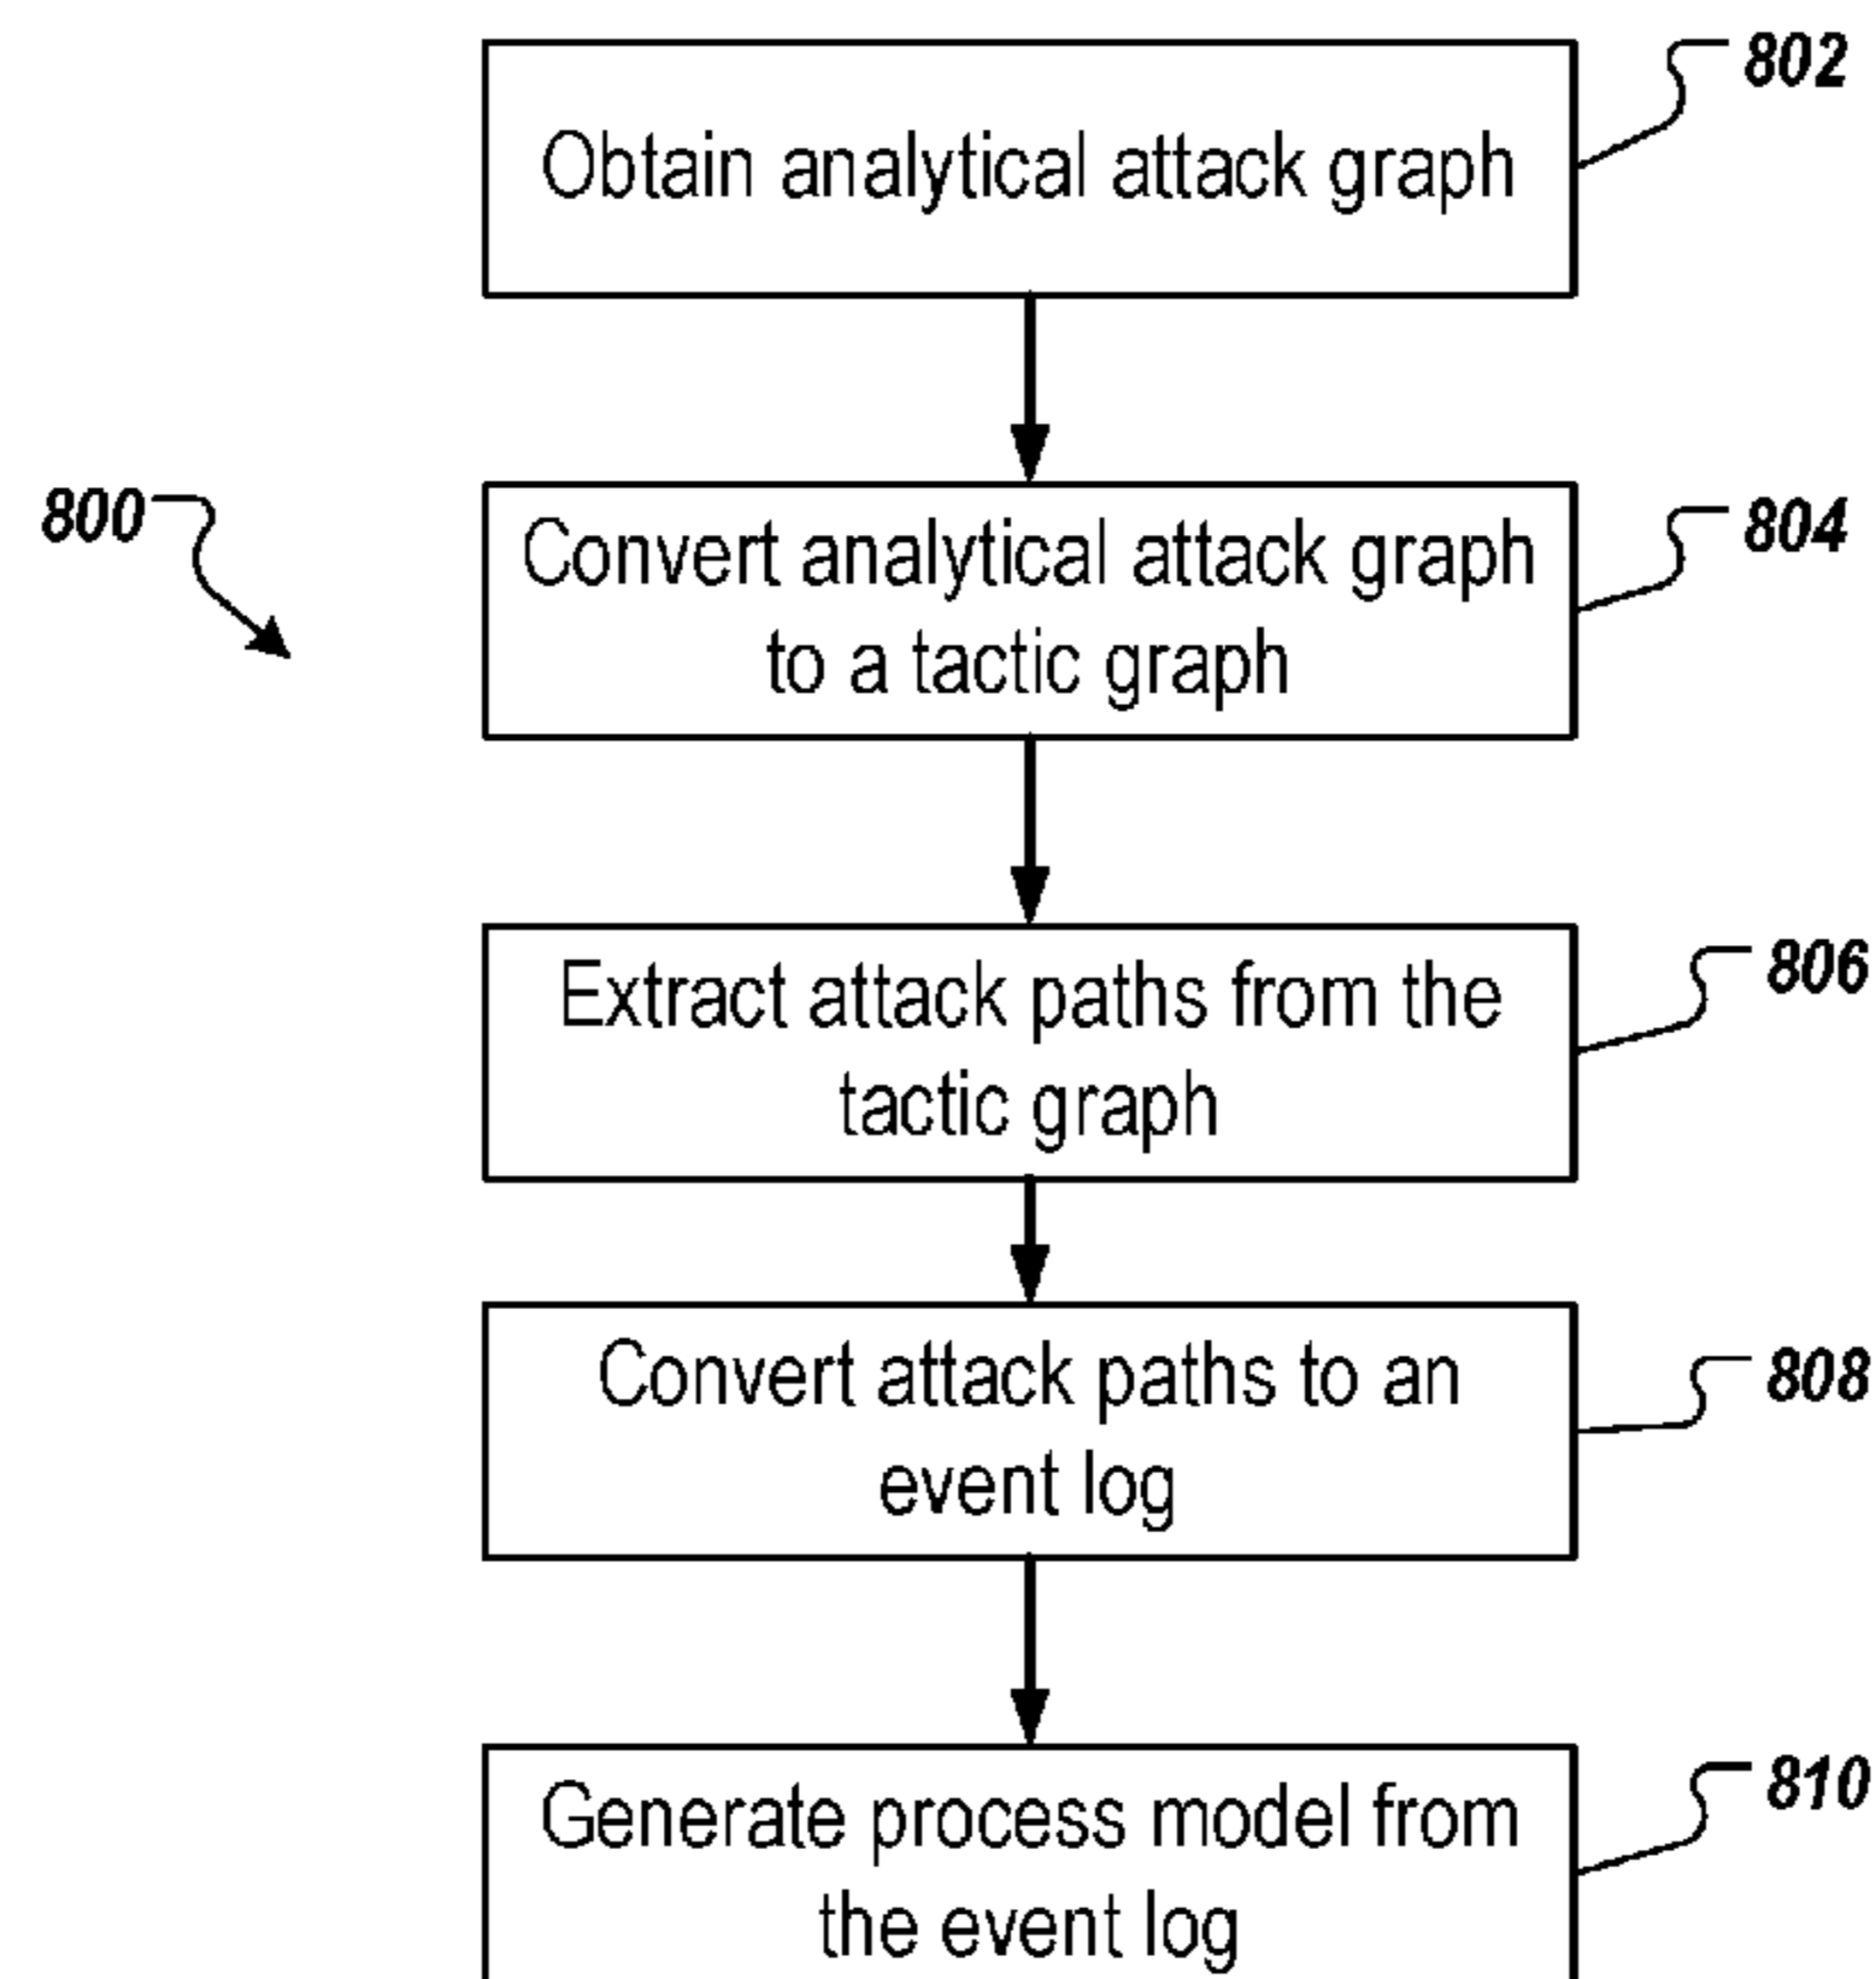 802
Obtain analytical attack graph
800
804
Convert analytical attack graph
to a tactic graph
806
Extract attack paths from the
tactic graph
808
Convert attack paths to an
event log
810
Generate process model from
the event log